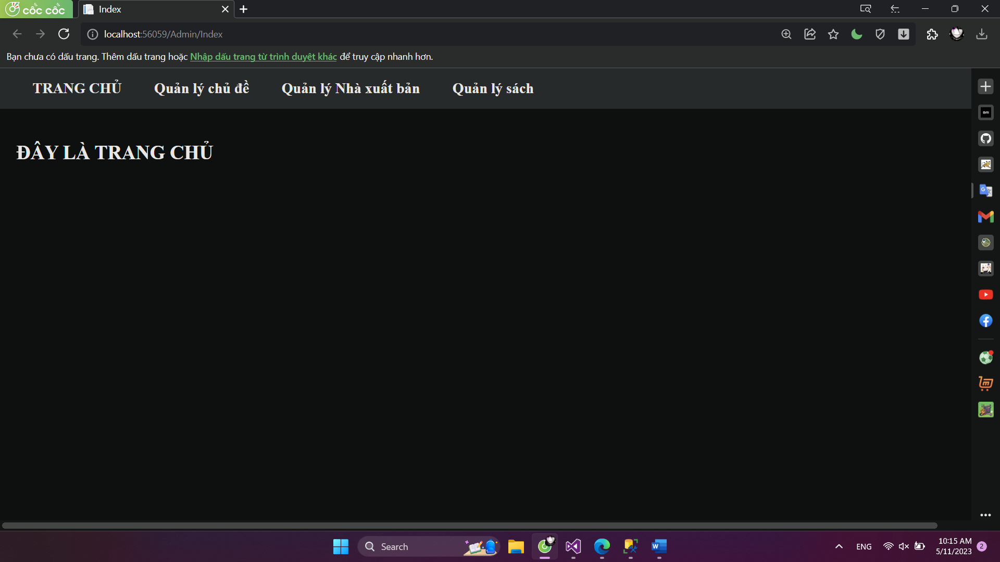 cốc cốc
Index
localhost:56059/Admin/Index
Bạn chưa có dấu trang. Thêm dấu trang hoặc Nhập dấu trang từ trình duyệt khác để truy cập nhanh hơn.
TRANG CHỦ Quản lý chủ đề Quản lý Nhà xuất bản Quản lý sách
BAI
ĐÂY LÀ TRANG CHỦ
Search
ENG
10:15 AM
5/11/2023
2